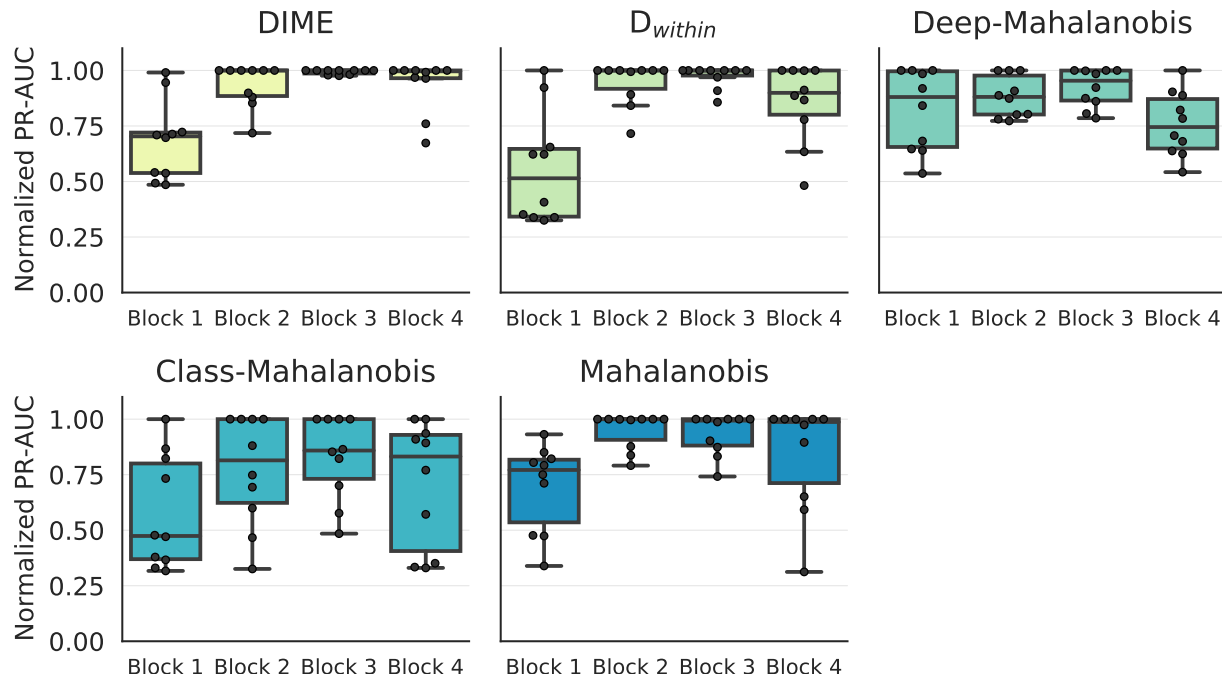 DIME
D_within
Deep-Mahalanobis
Normalized PR-AUC
1.00
0.75
0.50
0.25
0.00
Block 1 Block 2 Block 3 Block 4
Block 1 Block 2 Block 3 Block 4
Block 1 Block 2 Block 3 Block 4
Class-Mahalanobis
Mahalanobis
Normalized PR-AUC
1.00
0.75
0.50
0.25
0.00
Block 1 Block 2 Block 3 Block 4
Block 1 Block 2 Block 3 Block 4